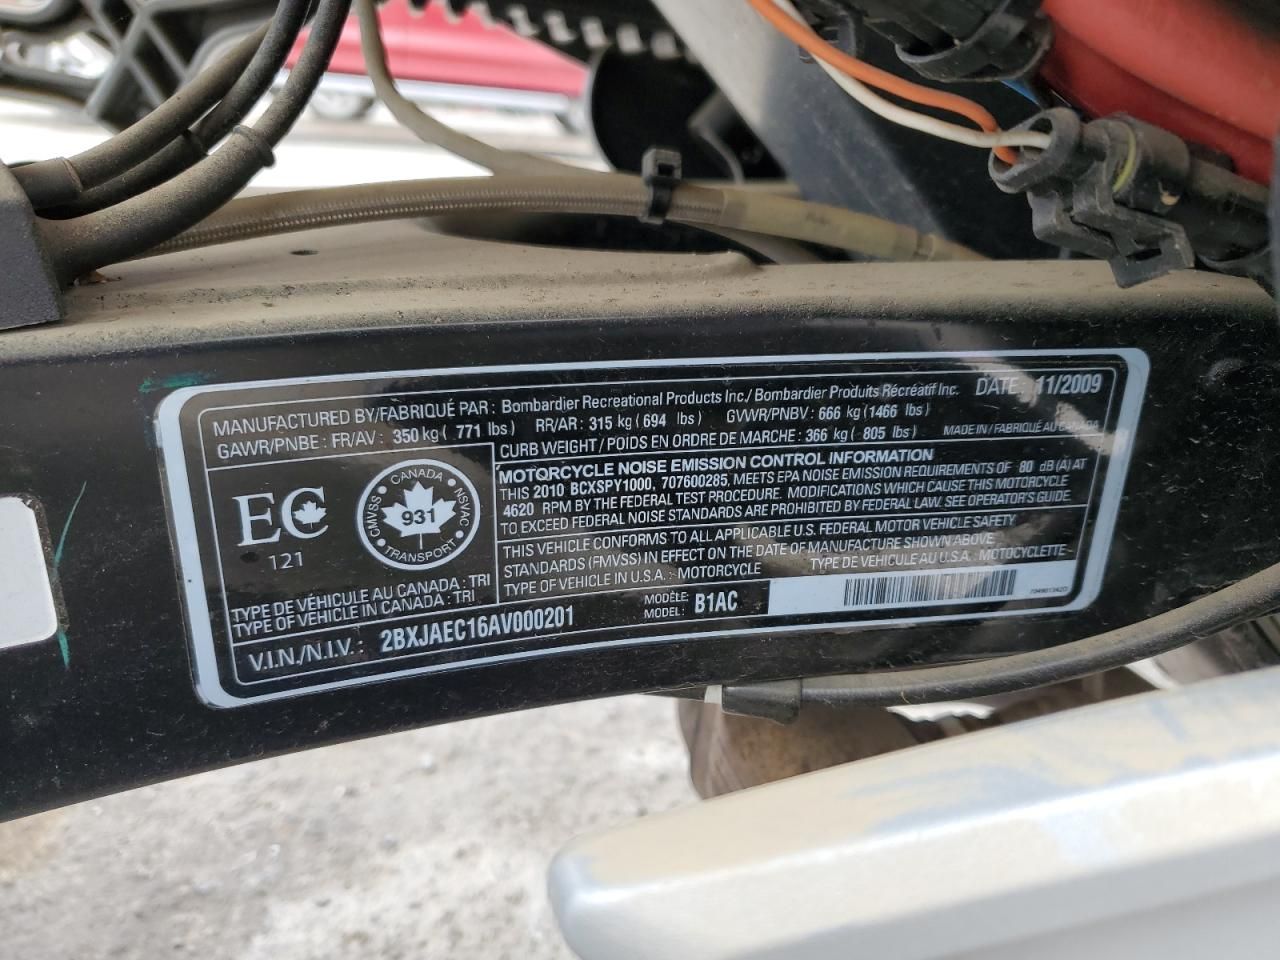 MANUFACTURED BY/FABRIQUÉ PAR : Bombardier Recreational Products Inc./ Bombardier Produits Récréatif Inc. DATE: 11/2009
GAWR/PNBE : FR/AV : 350 kg ( 771 lbs) RR/AR : 315 kg ( 694 lbs) GVWR/PNBV : 666 kg (1466 lbs)
CURB WEIGHT / POIDS EN ORDRE DE MARCHE : 366 kg ( 805 lbs) MADE IN / FABRIQUÉ AU CANADA
MOTORCYCLE NOISE EMISSION CONTROL INFORMATION
THIS 2010 BCXSPY1000, 707600285, MEETS EPA NOISE EMISSION REQUIREMENTS OF 80 dB (A) AT
4620 RPM BY THE FEDERAL TEST PROCEDURE. MODIFICATIONS WHICH CAUSE THIS MOTORCYCLE
TO EXCEED FEDERAL NOISE STANDARDS ARE PROHIBITED BY FEDERAL LAW. SEE OPERATOR'S GUIDE.
THIS VEHICLE CONFORMS TO ALL APPLICABLE U.S. FEDERAL MOTOR VEHICLE SAFETY
STANDARDS (FMVSS) IN EFFECT ON THE DATE OF MANUFACTURE SHOWN ABOVE
TYPE OF VEHICLE IN U.S.A. : MOTORCYCLE TYPE DE VÉHICULE AU U.S.A. : MOTOCYCLETTE
EC
121
CANADA
CMVSS
NSVAC
931
TRANSPORT
TYPE DE VÉHICULE AU CANADA : TRI
TYPE OF VEHICLE IN CANADA : TRI
V.I.N./N.I.V. : 2BXJAEC16AV000201
MODÈLE:
MODEL: B1AC